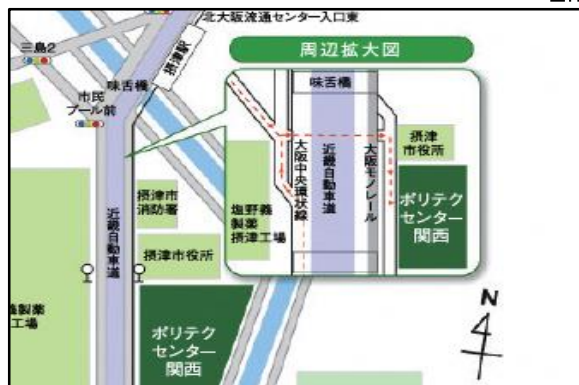 北大阪流通センター入口東
三島2
摂津駅
味舌橋
市民
プール前
周辺拡大図
味舌橋
大阪中央環状線
近畿自動車道
大阪モノレール
摂津
市役所
塩野義
製薬
摂津工場
ポリテク
センター
関西
近畿自動車道
摂津市
消防署
摂津市役所
義製薬
工場
ポリテク
センター
関西
N